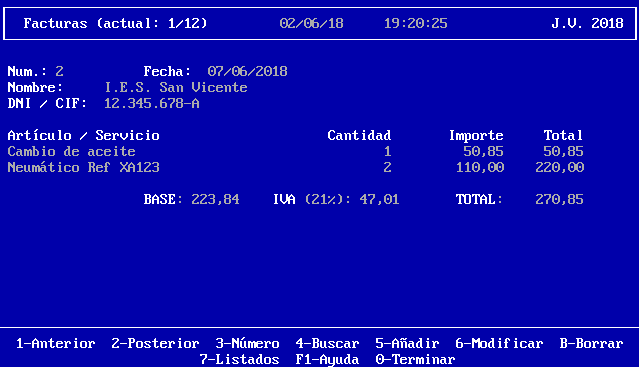 Facturas (actual: 1/12) 02/06/18 19:20:25 J.V. 2018
Num.: 2 Fecha: 07/06/2018
Nombre: I.E.S. San Vicente
DNI / CIF: 12.345.678-A
Artículo / Servicio Cantidad Importe Total
Cambio de aceite 1 50,85 50,85
Neumático Ref XA123 2 110,00 220,00
BASE: 223,84 IVA (21%): 47,01 TOTAL: 270,85
1-Anterior 2-Posterior 3-Número 4-Buscar 5-Añadir 6-Modificar B-Borrar
7-Listados F1-Ayuda 0-Terminar